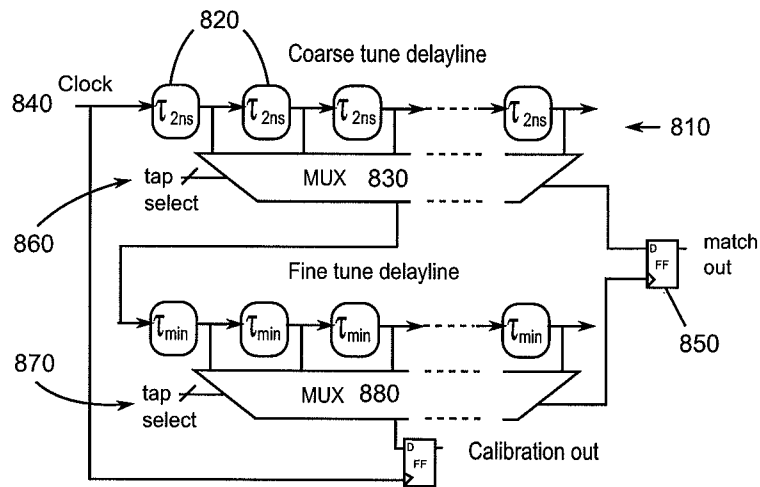 820
Coarse tune delayline
840
Clock
τ2ns
τ2ns
τ2ns
τ2ns
810
tap select
MUX 830
860
D
FF
match out
850
Fine tune delayline
τmin
τmin
τmin
τmin
870
tap select
MUX 880
D
FF
Calibration out